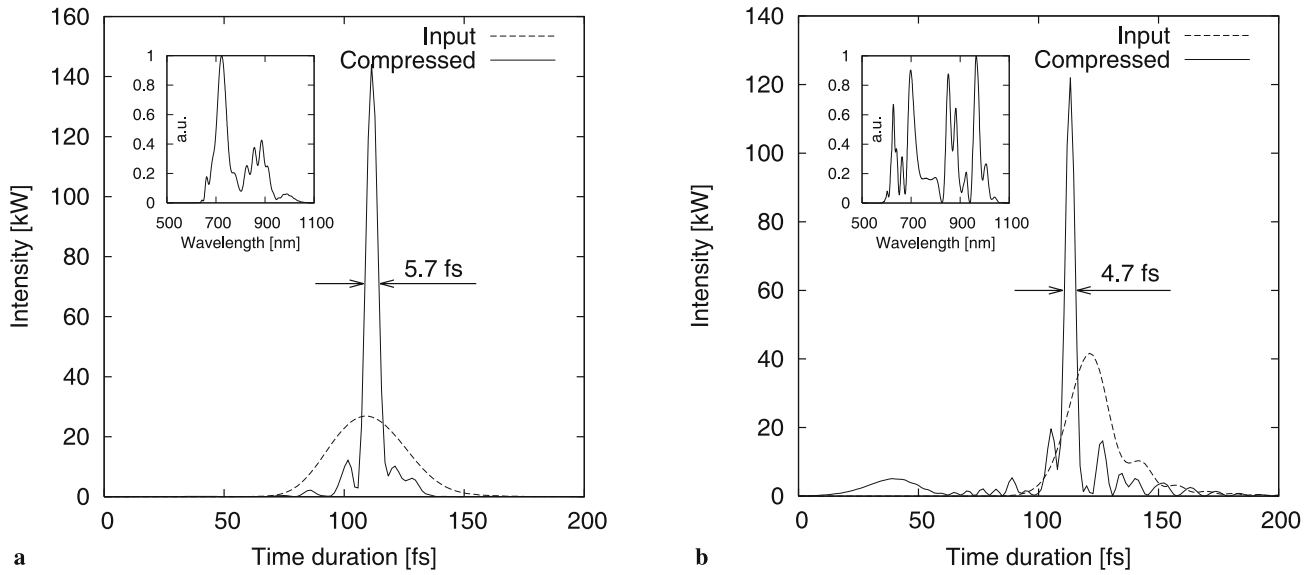 160
140
120
100
80
60
40
20
0
Intensity [kW]
0 50 100 150 200
Time duration [fs]
Input
Compressed
5.7 fs
1
0.8
0.6
0.4
0.2
0
a.u.
500 700 900 1100
Wavelength [nm]
a
140
120
100
80
60
40
20
0
Intensity [kW]
0 50 100 150 200
Time duration [fs]
Input
Compressed
4.7 fs
1
0.8
0.6
0.4
0.2
0
a.u.
500 700 900 1100
Wavelength [nm]
b